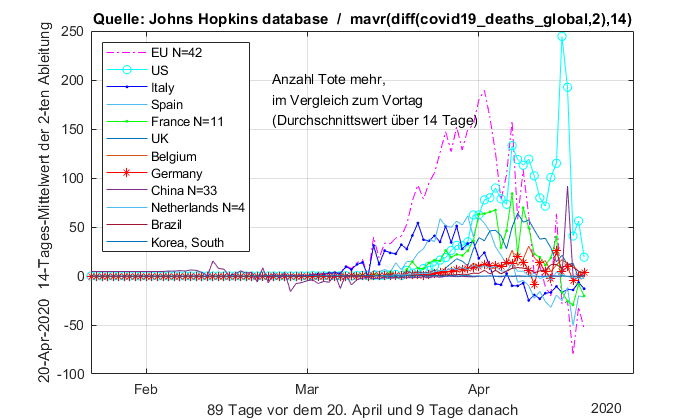 Quelle: Johns Hopkins database / mavr(diff(covid19_deaths_global,2),14)
20-Apr-2020 14-Tages-Mittelwert der 2-ten Ableitung
250
200
150
100
50
0
-50
-100
EU N=42
US
Italy
Spain
France N=11
UK
Belgium
Germany
China N=33
Netherlands N=4
Brazil
Korea, South
Anzahl Tote mehr,
im Vergleich zum Vortag
(Durchschnittswert über 14 Tage)
Feb Mar Apr
89 Tage vor dem 20. April und 9 Tage danach
2020